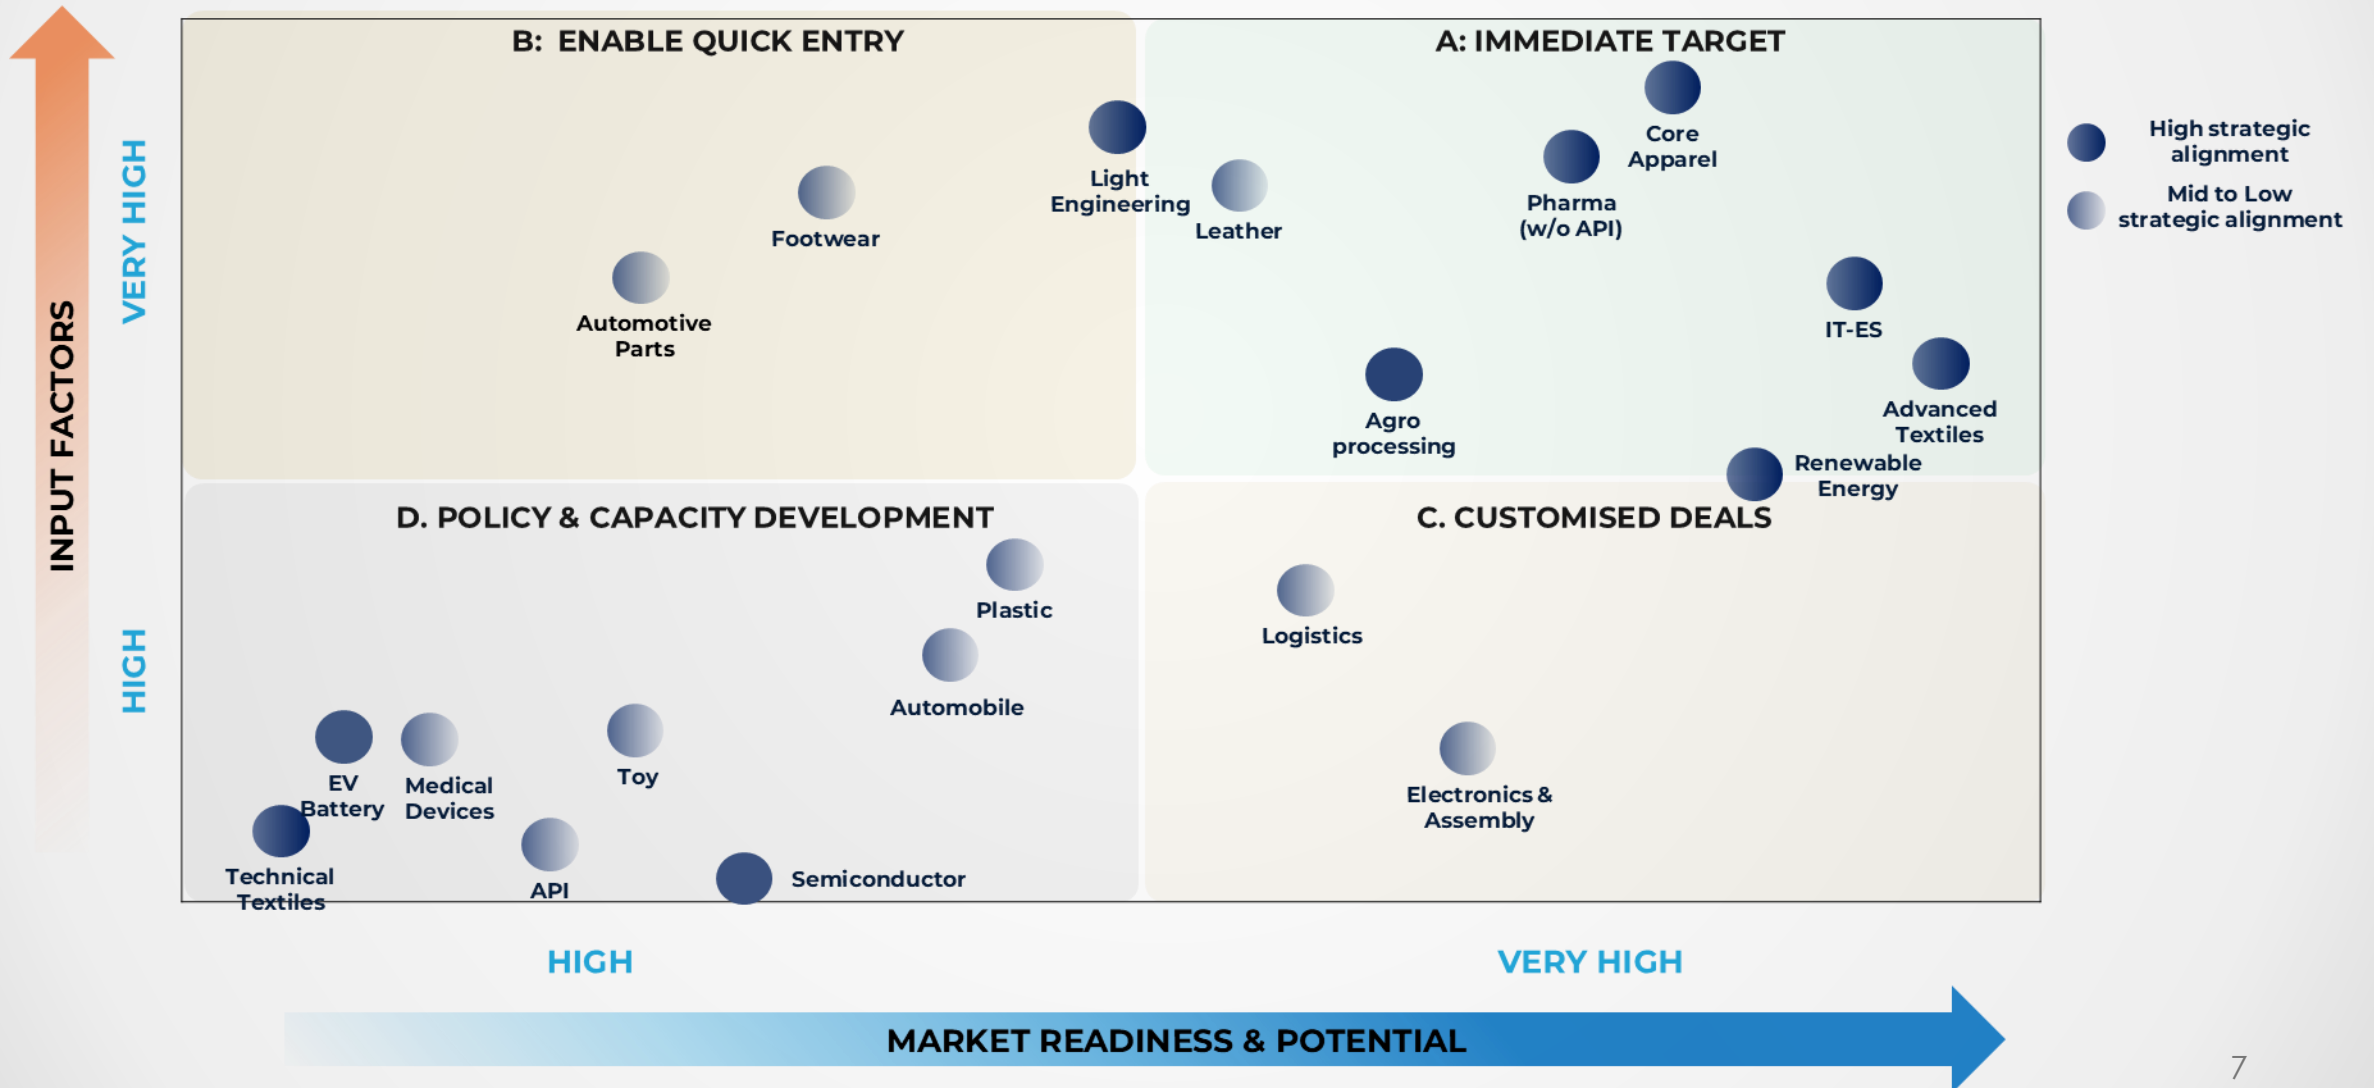 B: ENABLE QUICK ENTRY
A: IMMEDIATE TARGET
Core
Apparel
Light
Engineering
Leather
Pharma
(w/o API)
Footwear
Automotive
Parts
IT-ES
Agro
processing
Advanced
Textiles
Renewable
Energy
High strategic
alignment
Mid to Low
strategic alignment
INPUT FACTORS
VERY HIGH
HIGH
D. POLICY & CAPACITY DEVELOPMENT
C. CUSTOMISED DEALS
Plastic
Automobile
Logistics
EV
Battery
Medical
Devices
Toy
Electronics &
Assembly
Technical
Textiles
API
Semiconductor
HIGH
VERY HIGH
MARKET READINESS & POTENTIAL
7